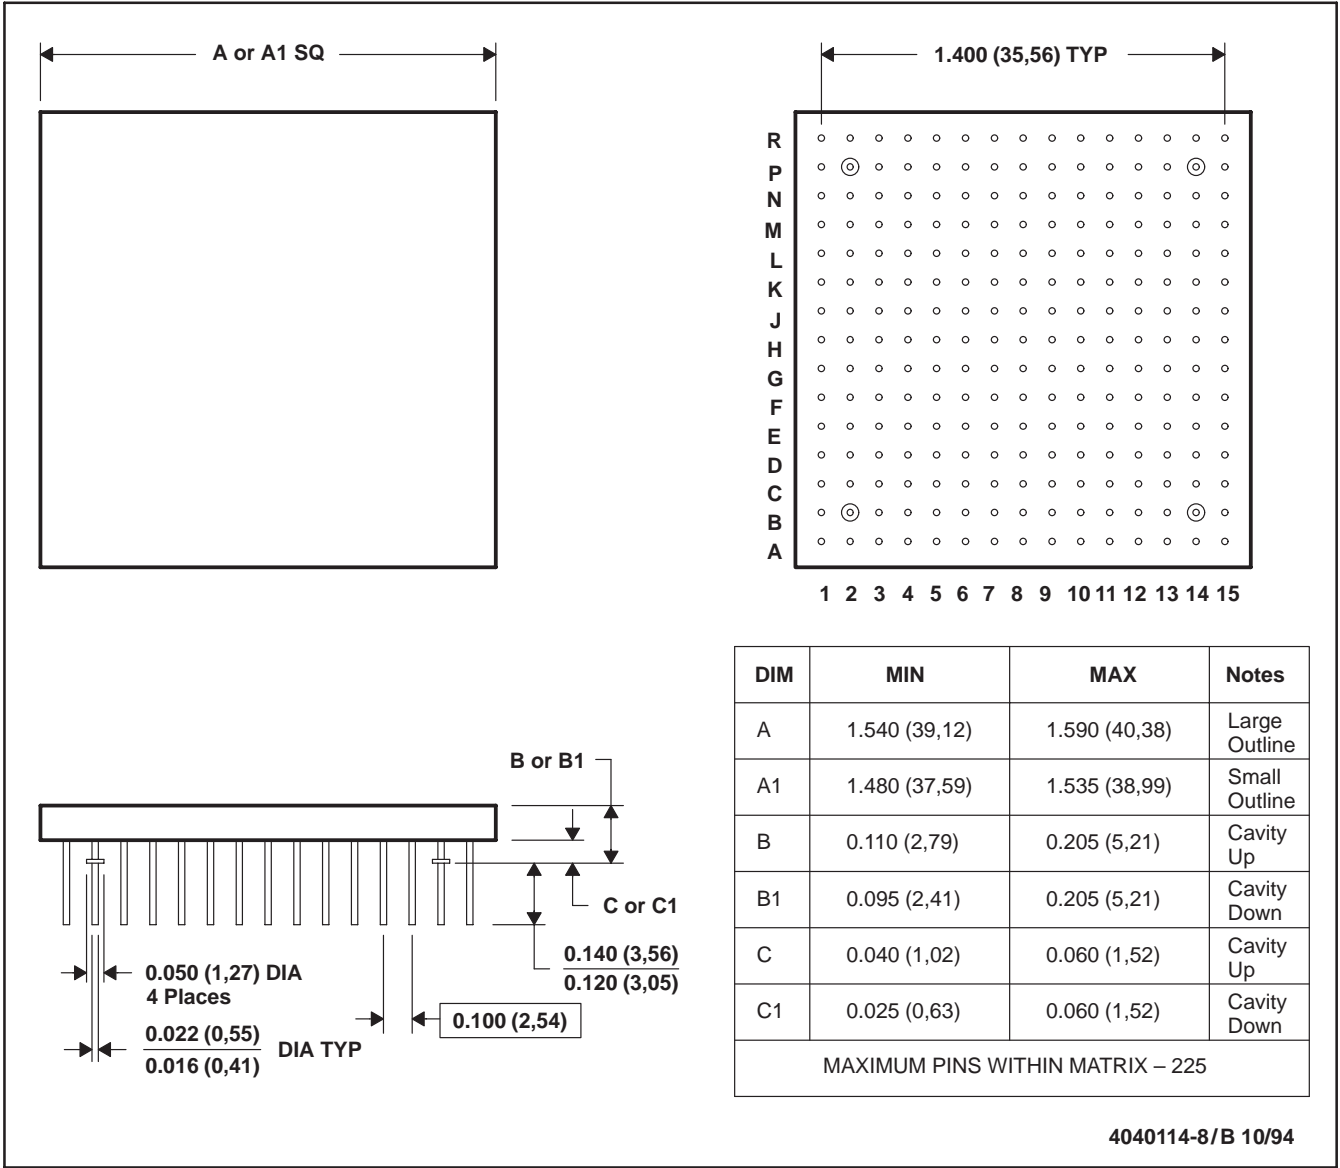 A or A1 SQ
1.400 (35,56) TYP
R
P
N
M
L
K
J
H
G
F
E
D
C
B
A
1 2 3 4 5 6 7 8 9 10 11 12 13 14 15
B or B1
C or C1
0.140 (3,56)
0.120 (3,05)
0.050 (1,27) DIA
4 Places
0.022 (0,55)
0.016 (0,41)
DIA TYP
0.100 (2,54)
DIM MIN MAX Notes
A 1.540 (39,12) 1.590 (40,38) Large Outline
A1 1.480 (37,59) 1.535 (38,99) Small Outline
B 0.110 (2,79) 0.205 (5,21) Cavity Up
B1 0.095 (2,41) 0.205 (5,21) Cavity Down
C 0.040 (1,02) 0.060 (1,52) Cavity Up
C1 0.025 (0,63) 0.060 (1,52) Cavity Down
MAXIMUM PINS WITHIN MATRIX – 225
4040114-8/B 10/94